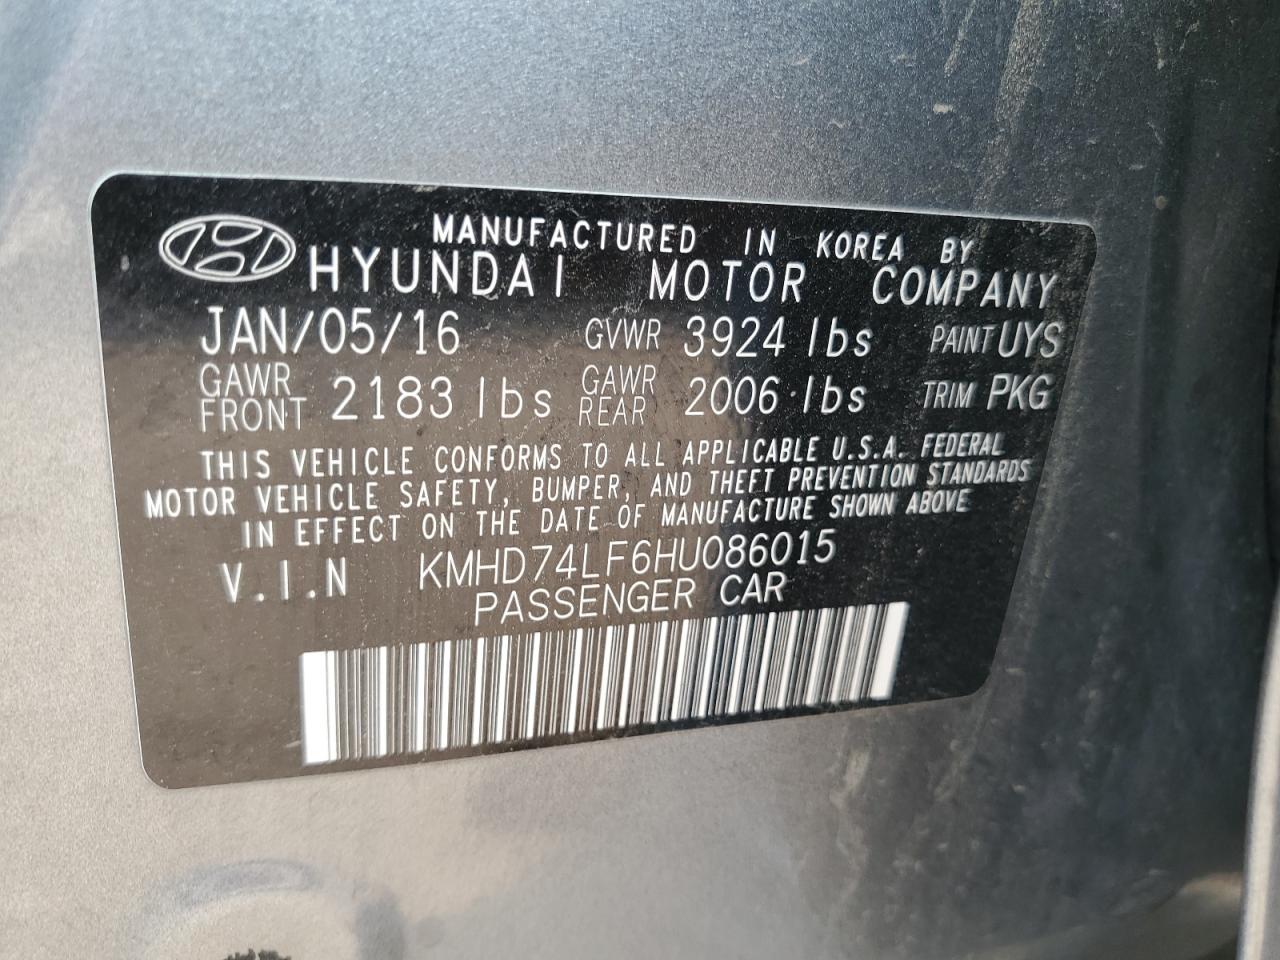 MANUFACTURED IN KOREA BY
HYUNDAI MOTOR COMPANY
JAN/05/16 GVWR 3924 lbs PAINT UYS
GAWR FRONT 2183 lbs GAWR REAR 2006 lbs TRIM PKG
THIS VEHICLE CONFORMS TO ALL APPLICABLE U.S.A. FEDERAL
MOTOR VEHICLE SAFETY, BUMPER, AND THEFT PREVENTION STANDARDS
IN EFFECT ON THE DATE OF MANUFACTURE SHOWN ABOVE
V.I.N KMHD74LF6HU086015
PASSENGER CAR